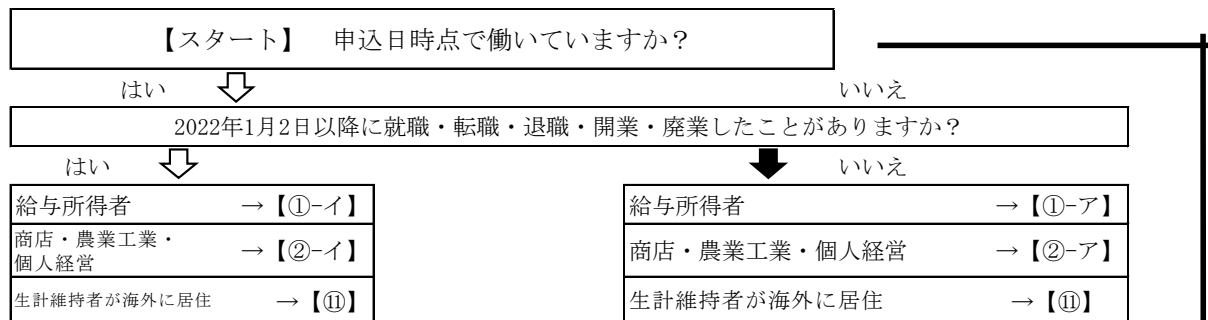 【スタート】　申込日時点で働いていますか？
はい　いいえ
2022年1月2日以降に就職・転職・退職・開業・廃業したことがありますか？
はい　いいえ
給与所得者　→【①-イ】
商店・農業工業・
個人経営　→【②-イ】
生計維持者が海外に居住　→【⑪】
給与所得者　→【①-ア】
商店・農業工業・個人経営　→【②-ア】
生計維持者が海外に居住　→【⑪】